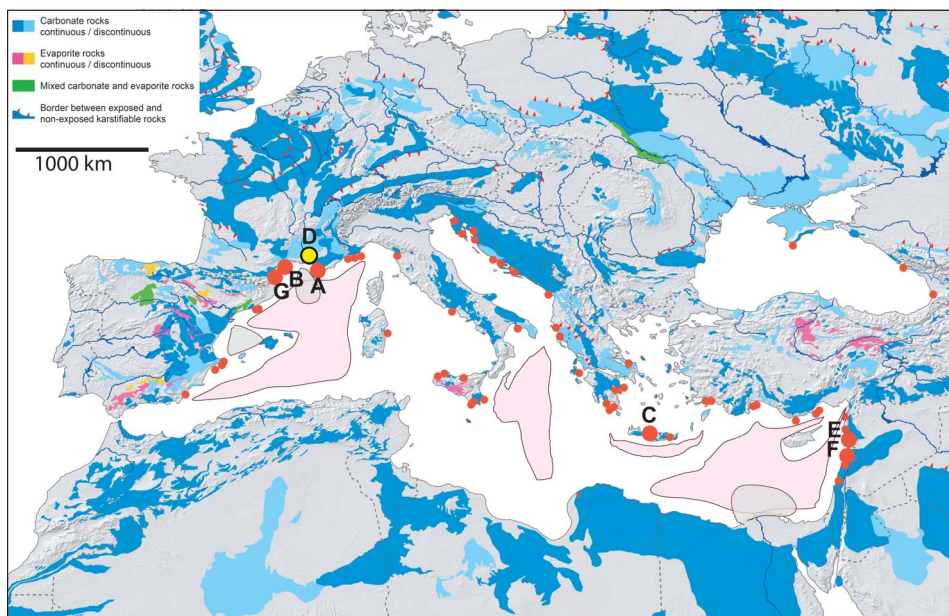 Carbonate rocks
continuous / discontinuous
Evaporite rocks
continuous / discontinuous
Mixed carbonate and evaporite rocks
Border between exposed and
non-exposed karstifiable rocks
1000 km
D
B
G
A
C
E
F